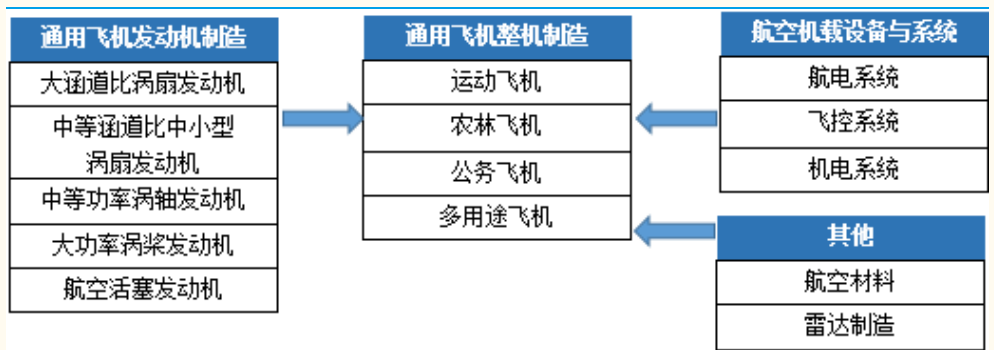 通用飞机发动机制造
大涵道比涡扇发动机
中等涵道比中小型
涡扇发动机
中等功率涡轴发动机
大功率涡桨发动机
航空活塞发动机
通用飞机整机制造
运动飞机
农林飞机
公务飞机
多用途飞机
航空机载设备与系统
航电系统
飞控系统
机电系统
其他
航空材料
雷达制造